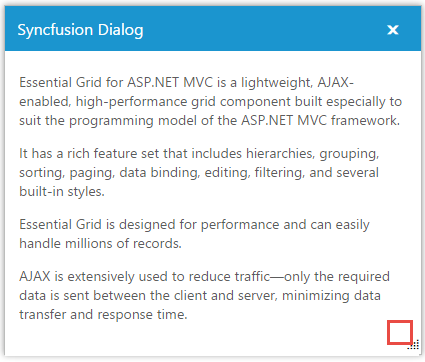 Syncfusion Dialog
Essential Grid for ASP.NET MVC is a lightweight, AJAX-
enabled, high-performance grid component built especially to
suit the programming model of the ASP.NET MVC framework.
It has a rich feature set that includes hierarchies, grouping,
sorting, paging, data binding, editing, filtering, and several
built-in styles.
Essential Grid is designed for performance and can easily
handle millions of records.
AJAX is extensively used to reduce traffic—only the required
data is sent between the client and server, minimizing data
transfer and response time.